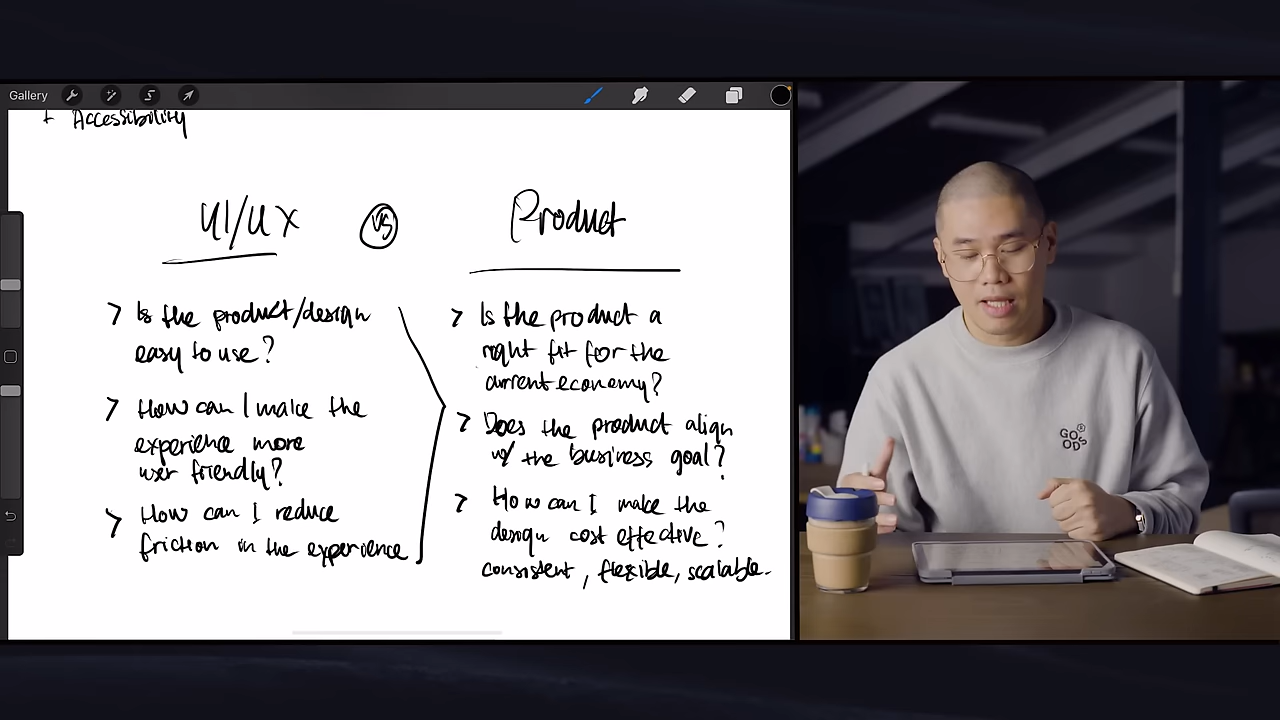 Gallery
+ Accessibility
UI/UX
VS
Product
> Is the product/design
easy to use?
> How can I make the
experience more
user friendly?
> How can I reduce
friction in the experience
> Is the product a
right fit for the
current economy?
> Does the product align
w/ the business goal?
> How can I make the
design cost effective?
consistent, flexible, scalable.
GO
ODS